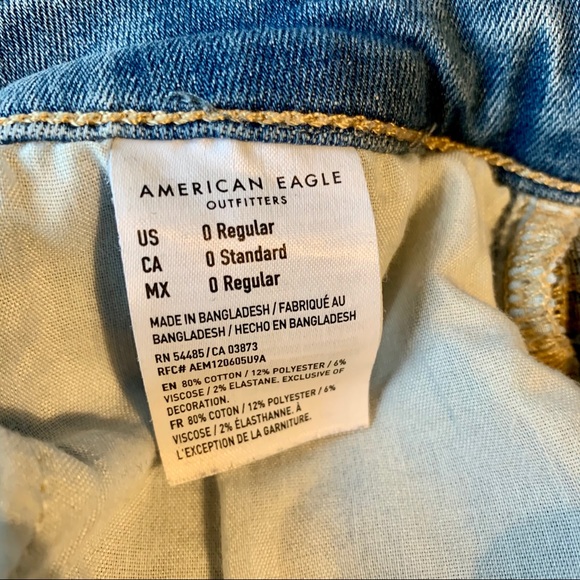 AMERICAN EAGLE
OUTFITTERS
US 0 Regular
CA 0 Standard
MX 0 Regular
MADE IN BANGLADESH / FABRIQUÉ AU
BANGLADESH / HECHO EN BANGLADESH
RN 54485 / CA 03873
RFC# AEM120605U9A
EN 80% COTTON / 12% POLYESTER / 6%
VISCOSE / 2% ELASTANE. EXCLUSIVE OF
DECORATION.
FR 80% COTON / 12% POLYESTER / 6%
VISCOSE / 2% ÉLASTHANNE. À
L'EXCEPTION DE LA GARNITURE.